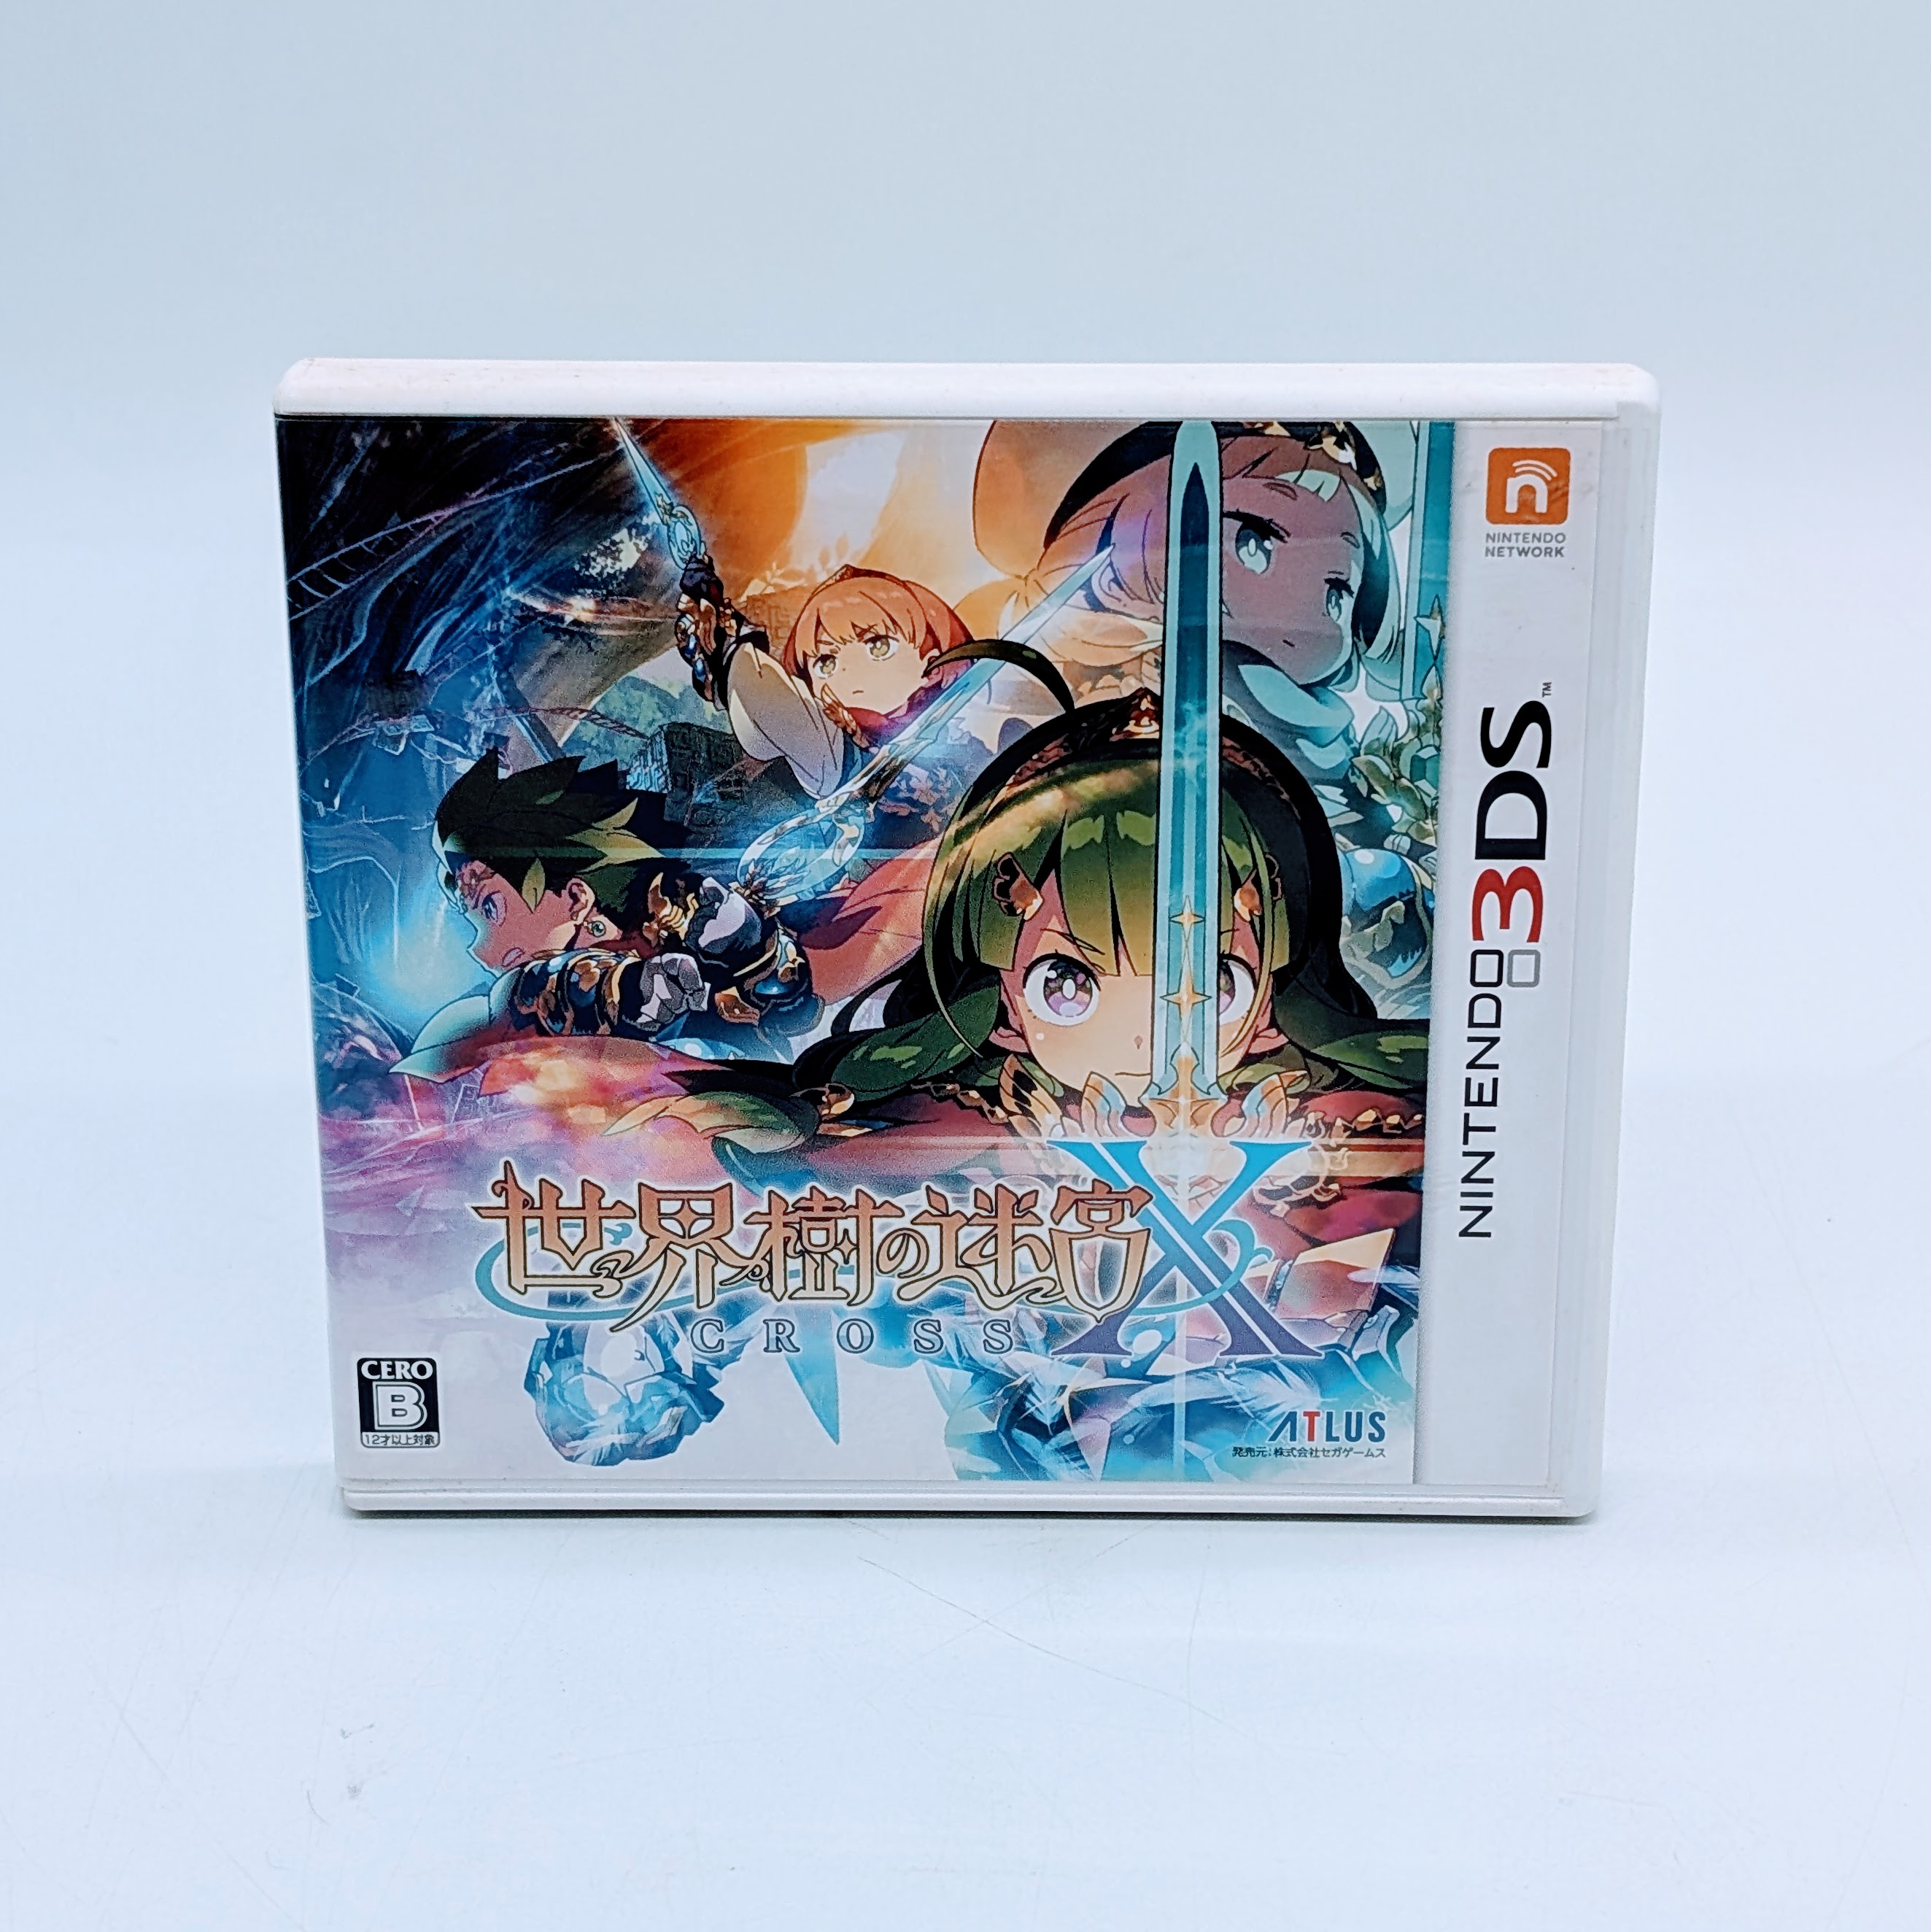 NINTENDO
NETWORK
NINTENDO 3DS™
世界樹の迷宮X
CROSS
CERO
B
12才以上対象
ATLUS
発売元:株式会社セガゲームス